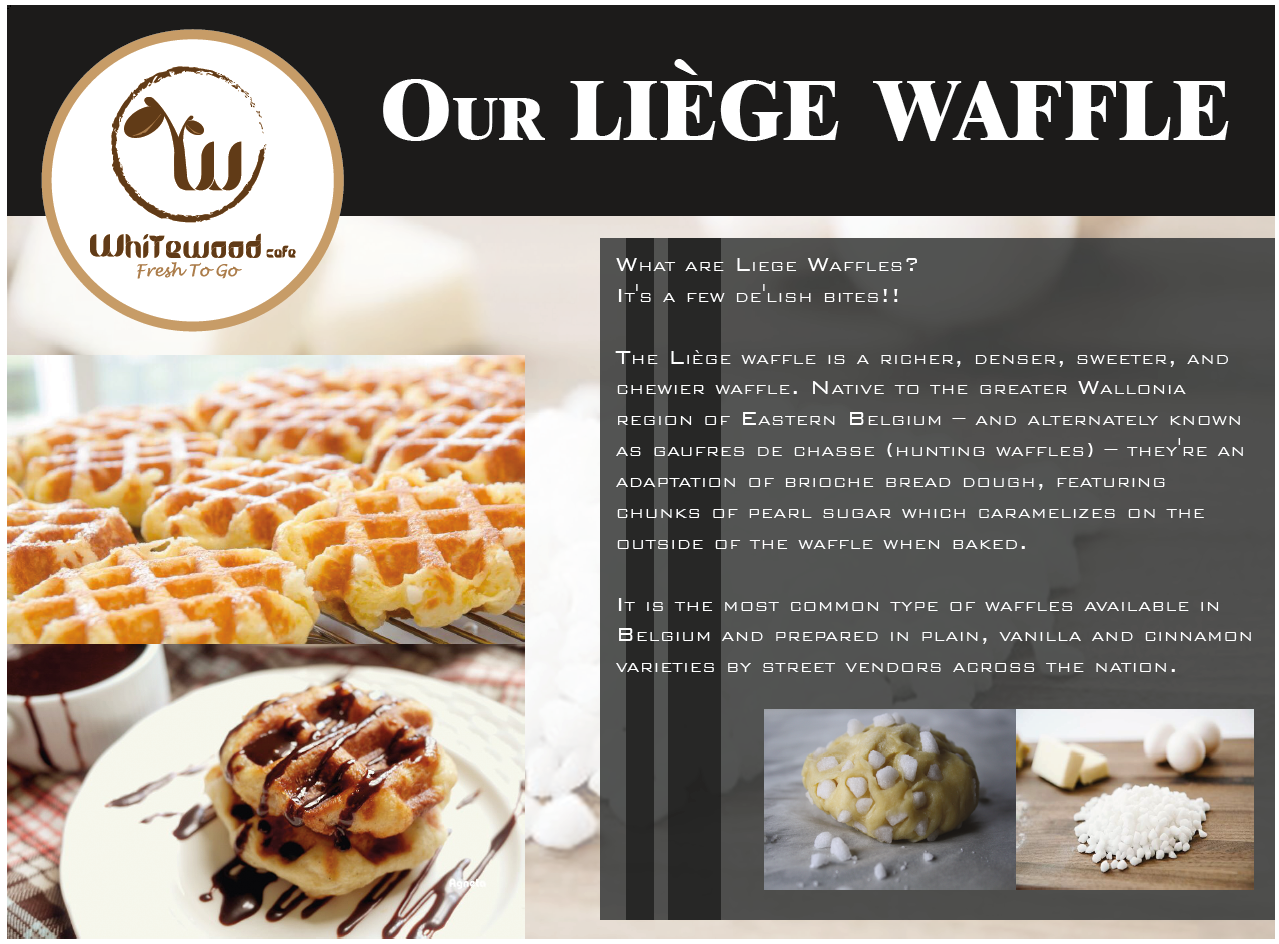 Our LIÈGE WAFFLE
WhiTewood cafe
Fresh To Go
What are Liege Waffles?
It's a few de'lish bites!!
The Liège waffle is a richer, denser, sweeter, and
chewier waffle. Native to the greater Wallonia
region of Eastern Belgium – and alternately known
as gaufres de chasse (hunting waffles) – they're an
adaptation of brioche bread dough, featuring
chunks of pearl sugar which caramelizes on the
outside of the waffle when baked.
It is the most common type of waffles available in
Belgium and prepared in plain, vanilla and cinnamon
varieties by street vendors across the nation.